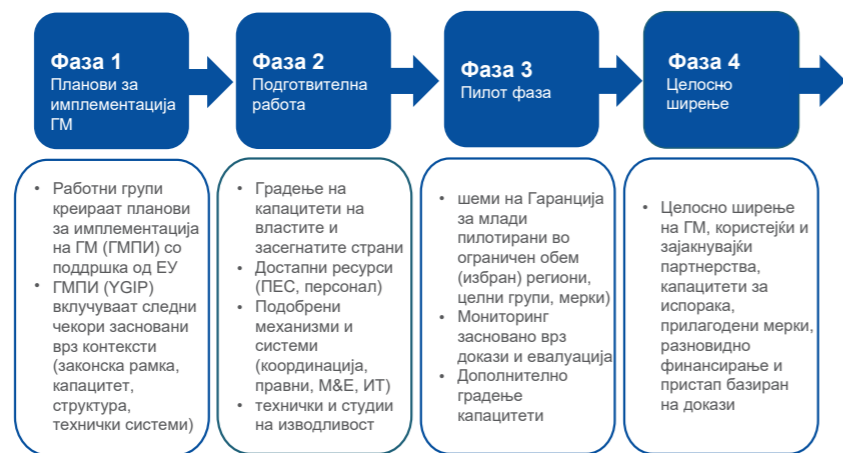 Фаза 1
Планови за
имплементација
ГМ
Фаза 2
Подготвителна
работа
Фаза 3
Пилот фаза
Фаза 4
Целосно
ширење
• Работни групи
креираат планови
за имплементација
на ГМ (ГМПИ) со
поддршка од ЕУ
• ГМПИ (YGIP)
вклучуваат следни
чекори засновани
врз контексти
(законска рамка,
капацитет,
структура,
технички системи)
• Градење на
капацитети на
властите и
засегнатите страни
• Достапни ресурси
(ПЕС, персонал)
• Подобрени
механизми и
системи
(координација,
правни, М&Е, ИТ)
• технички и студии
на изводливост
• шеми на Гаранција
за млади
пилотирани во
ограничен обем
(избран) региони,
целни групи, мерки)
• Мониторинг
засновано врз
докази и евалуација
• Дополнително
градење
капацитети
• Целосно ширење
на ГМ, користејќи и
зајакнувајќи
партнерства,
капацитети за
испорака,
прилагодени мерки,
разновидно
финансирање и
пристап базиран
на докази